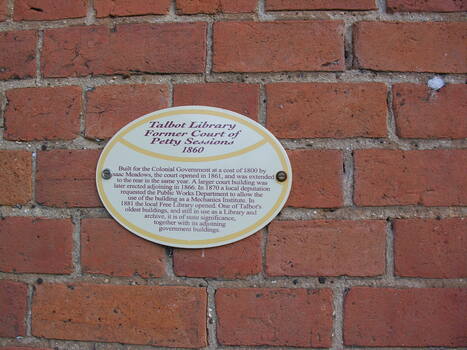 Talbot Library
Former Court of
Petty Sessions
1860
Built for the Colonial Government at a cost of 1800 by
Isaac Meadows, the court opened in 1861, and was extended
to the rear in the same year. A larger court building was
later erected adjoining in 1866. In 1870 a local deputation
requested the Public Works Department to allow the
use of the building as a Mechanics Institute. In
1881 the local Free Library opened. One of Talbot's
oldest buildings, and still in use as a Library and
archive, it is of state significance,
together with its adjoining
government buildings.